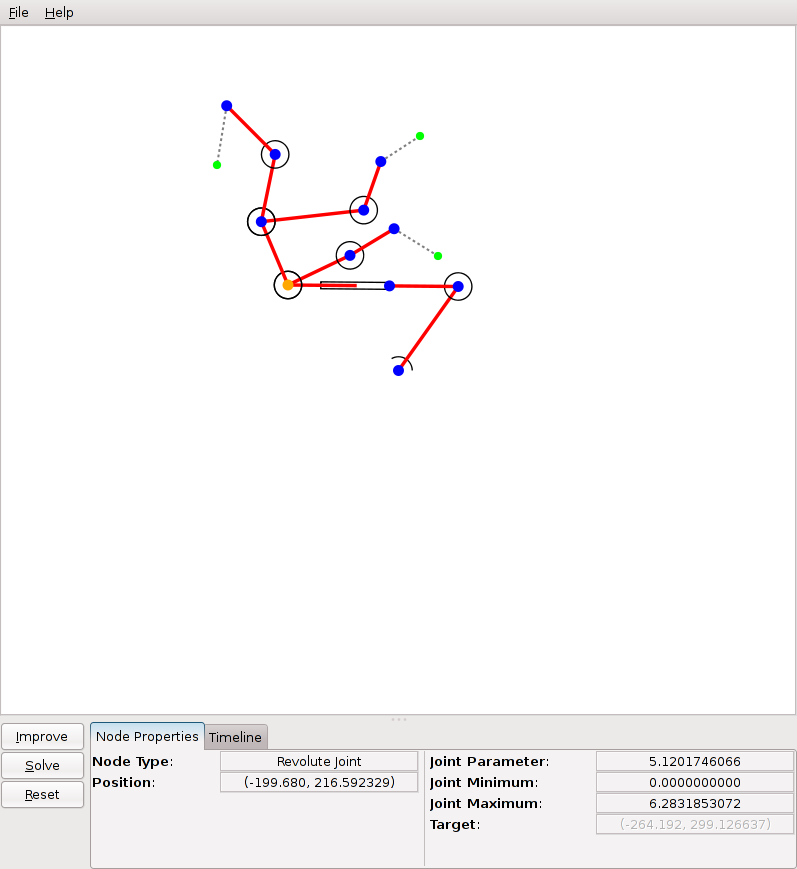 File Help
Improve
Solve
Reset
Node Properties Timeline
Node Type: Revolute Joint
Position: (-199.680, 216.592329)
Joint Parameter: 5.1201746066
Joint Minimum: 0.0000000000
Joint Maximum: 6.2831853072
Target: (-264.192, 299.126637)